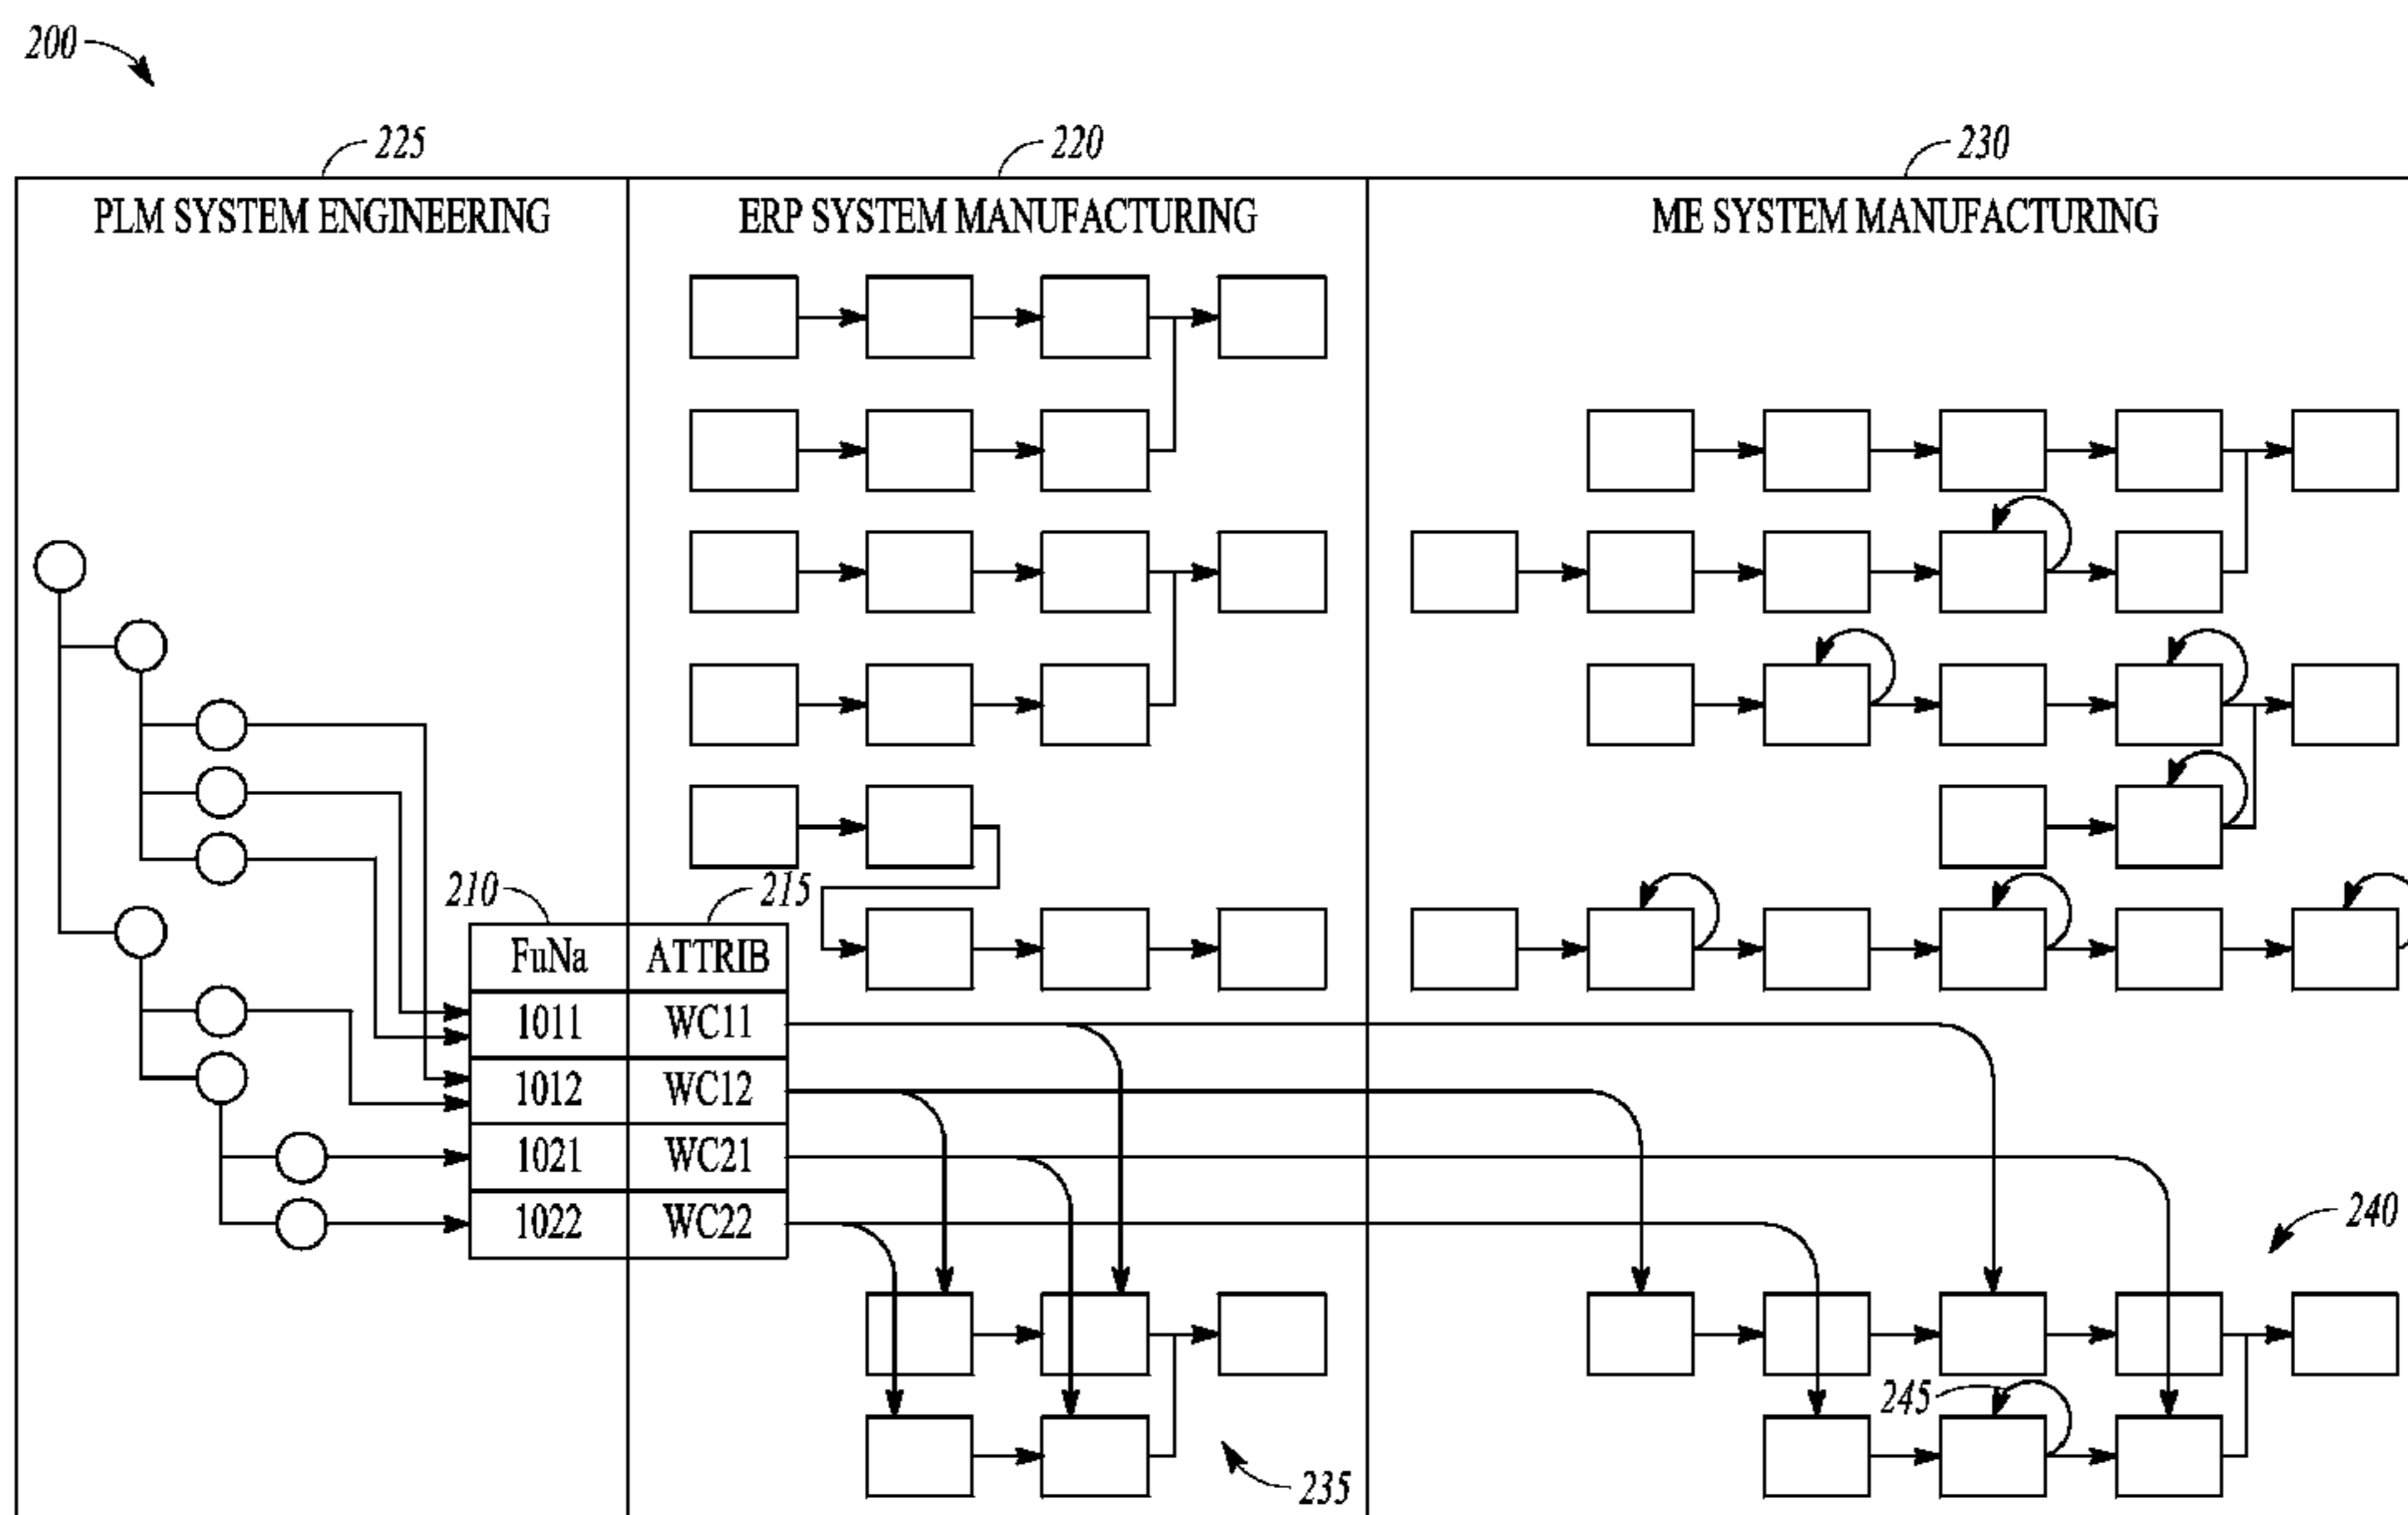 200
225
220
230
PLM SYSTEM ENGINEERING
ERP SYSTEM MANUFACTURING
ME SYSTEM MANUFACTURING
210
215
FuNa ATTRIB
1011 WC11
1012 WC12
1021 WC21
1022 WC22
240
245
235